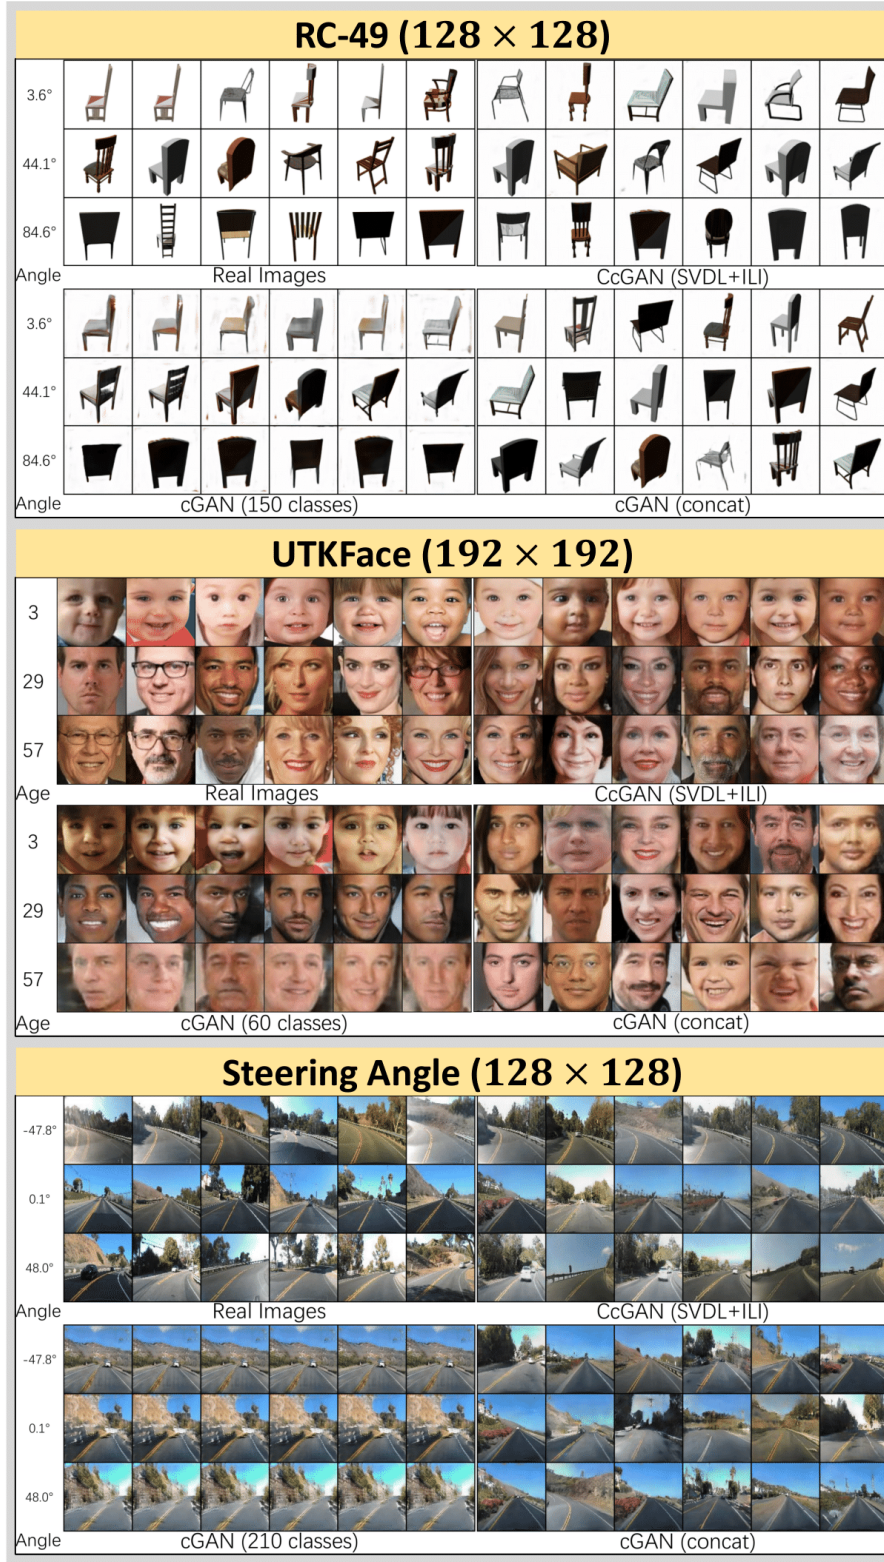 RC-49 (128 × 128)
3.6°
44.1°
84.6°
Angle
Real Images
CcGAN (SVDL+ILI)
3.6°
44.1°
84.6°
Angle
cGAN (150 classes)
cGAN (concat)
UTKFace (192 × 192)
3
29
57
Age
Real Images
CcGAN (SVDL+ILI)
3
29
57
Age
cGAN (60 classes)
cGAN (concat)
Steering Angle (128 × 128)
-47.8°
0.1°
48.0°
Angle
Real Images
CcGAN (SVDL+ILI)
-47.8°
0.1°
48.0°
Angle
cGAN (210 classes)
cGAN (concat)